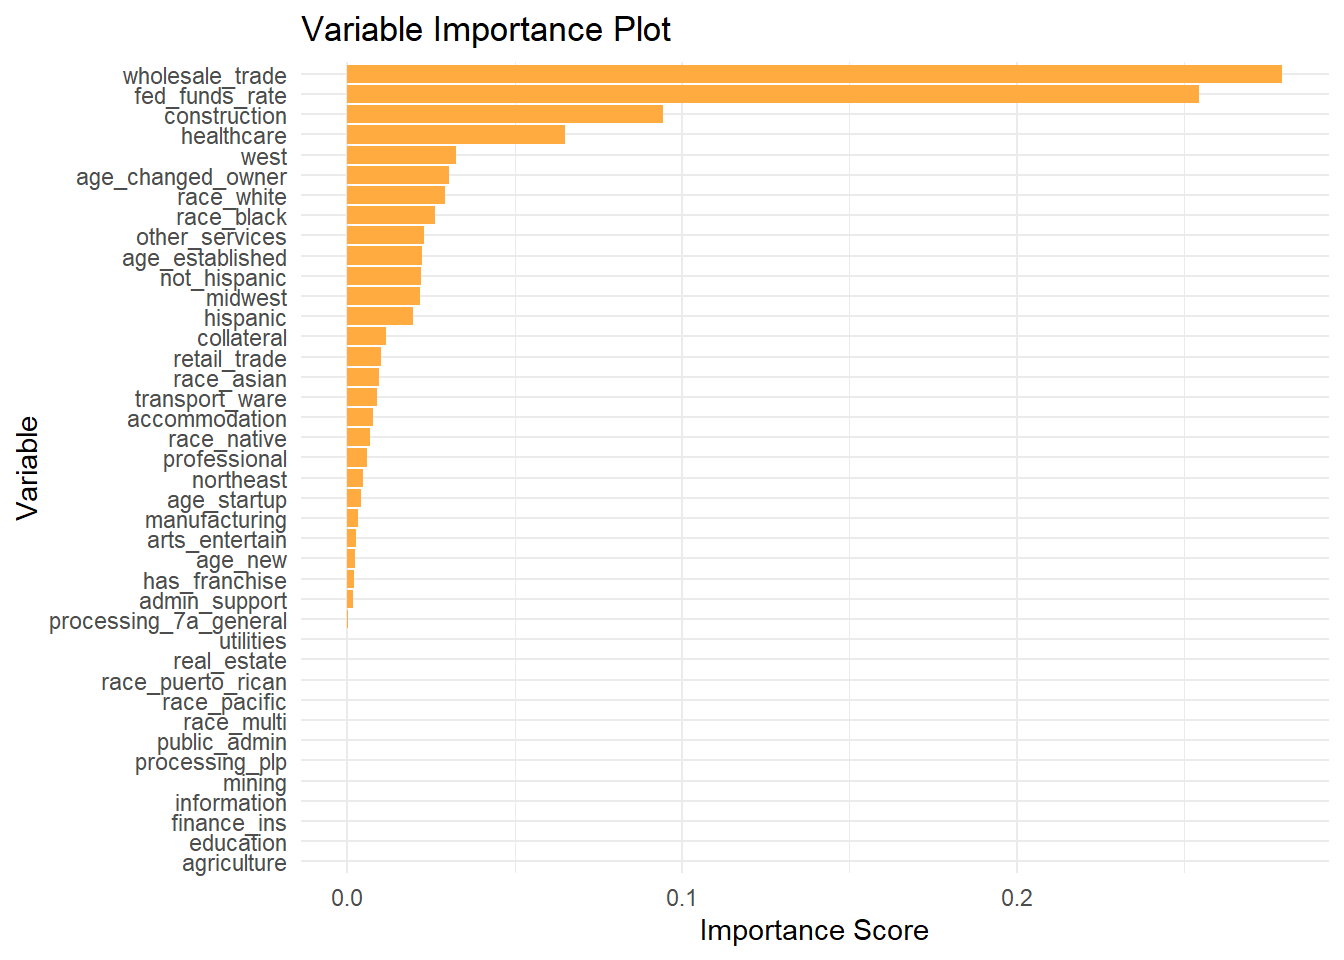 Variable Importance Plot
wholesale_trade
fed_funds_rate
construction
healthcare
west
age_changed_owner
race_white
race_black
other_services
age_established
not_hispanic
midwest
hispanic
collateral
retail_trade
race_asian
transport_ware
accommodation
race_native
professional
northeast
age_startup
manufacturing
arts_entertain
age_new
has_franchise
admin_support
processing_7a_general
utilities
real_estate
race_puerto_rican
race_pacific
race_multi
public_admin
processing_plp
mining
information
finance_ins
education
agriculture
Variable
0.0 0.1 0.2
Importance Score